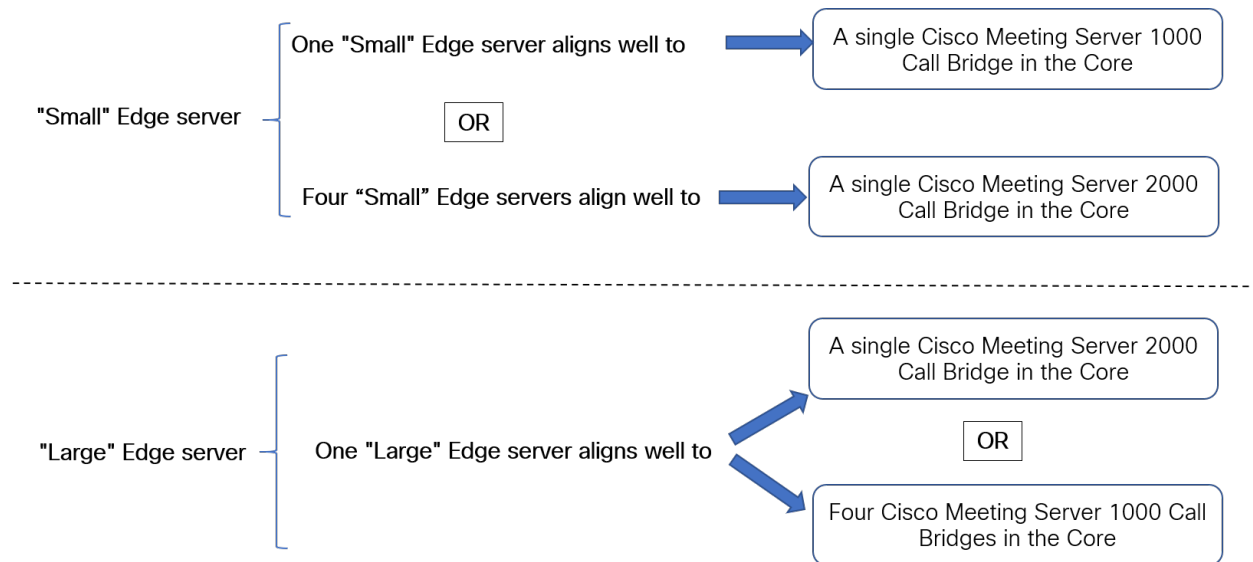 One "Small" Edge server aligns well to
A single Cisco Meeting Server 1000
Call Bridge in the Core
"Small" Edge server
OR
Four “Small” Edge servers align well to
A single Cisco Meeting Server 2000
Call Bridge in the Core
"Large" Edge server
One "Large" Edge server aligns well to
A single Cisco Meeting Server 2000
Call Bridge in the Core
OR
Four Cisco Meeting Server 1000 Call
Bridges in the Core